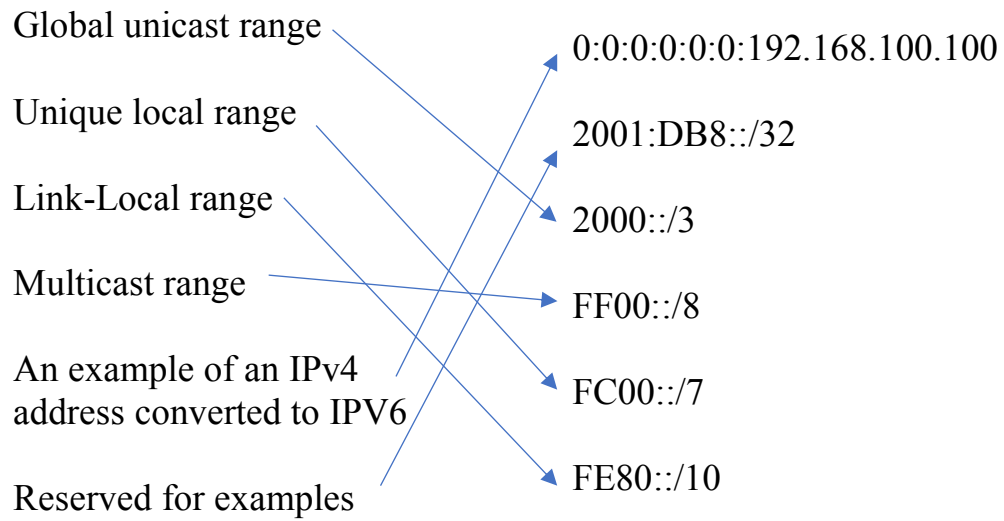 Global unicast range
Unique local range
Link-Local range
Multicast range
An example of an IPv4
address converted to IPV6
Reserved for examples
0:0:0:0:0:0:192.168.100.100
2001:DB8::/32
2000::/3
FF00::/8
FC00::/7
FE80::/10